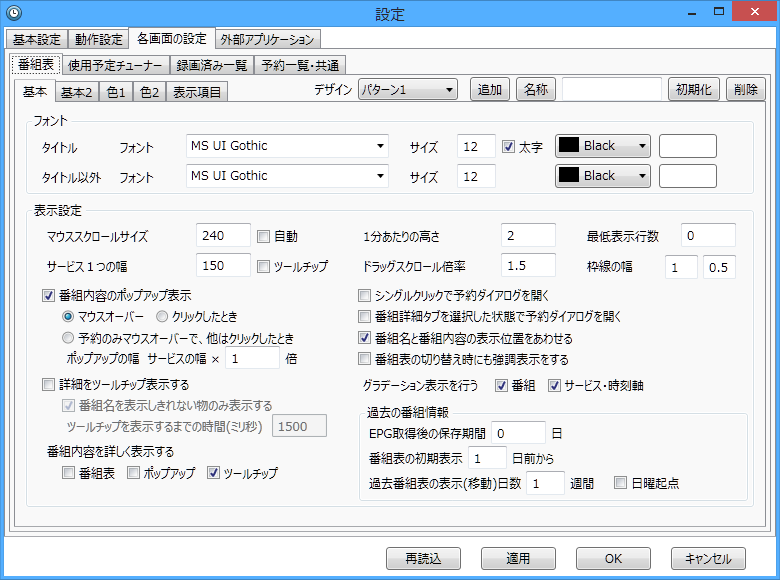 設定
基本設定 動作設定 各画面の設定 外部アプリケーション
番組表 使用予定チューナー 録画済み一覧 予約一覧・共通
基本 基本2 色1 色2 表示項目 デザイン パターン1 追加 名称 初期化 削除
フォント
タイトル フォント MS UI Gothic サイズ 12 太字 Black
タイトル以外 フォント MS UI Gothic サイズ 12 Black
表示設定
マウススクロールサイズ 240 自動 1分あたりの高さ 2 最低表示行数 0
サービス１つの幅 150 ツールチップ ドラッグスクロール倍率 1.5 枠線の幅 1 0.5
番組内容のポップアップ表示
マウスオーバー クリックしたとき
予約のみマウスオーバーで、他はクリックしたとき
ポップアップの幅 サービスの幅 × 1 倍
詳細をツールチップ表示する
番組名を表示しきれない物のみ表示する
ツールチップを表示するまでの時間(ミリ秒) 1500
番組内容を詳しく表示する
番組表 ポップアップ ツールチップ
シングルクリックで予約ダイアログを開く
番組詳細タブを選択した状態で予約ダイアログを開く
番組名と番組内容の表示位置をあわせる
番組表の切り替え時にも強調表示をする
グラデーション表示を行う 番組 サービス・時刻軸
過去の番組情報
EPG取得後の保存期間 0 日
番組表の初期表示 1 日前から
過去番組表の表示(移動)日数 1 週間 日曜起点
再読込 適用 OK キャンセル